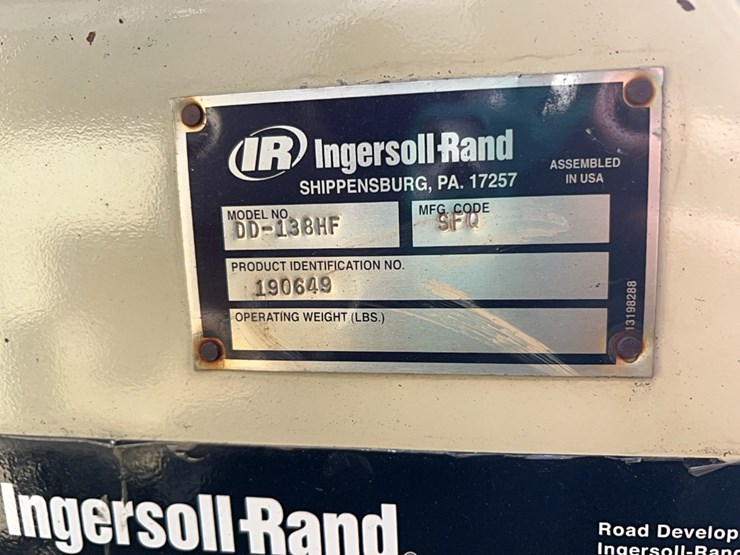 IR Ingersoll-Rand
SHIPPENSBURG, PA. 17257
ASSEMBLED
IN USA
MODEL NO.
DD-138HF
MFG. CODE
SFQ
PRODUCT IDENTIFICATION NO.
190649
OPERATING WEIGHT (LBS.)
13198288
Ingersoll-Rand
Road Develop
Ingersoll-Rand